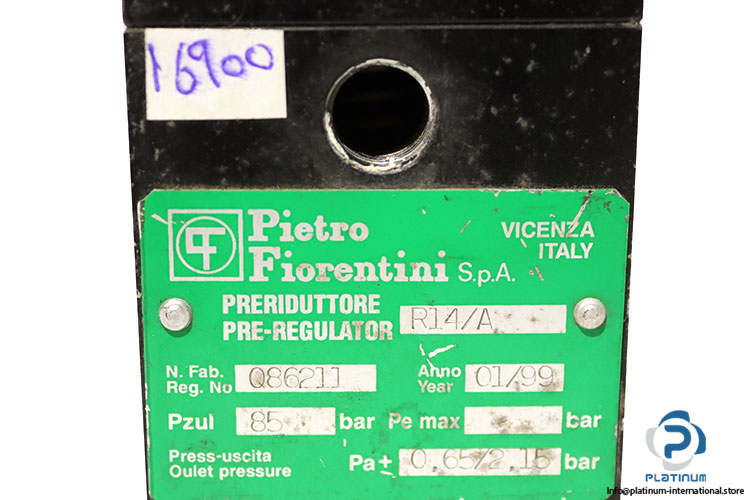 16900
Pietro
Fiorentini S.p.A.
VICENZA
ITALY
PRERIDUTTORE
PRE-REGULATOR R14/A
N. Fab.
Reg. No Q86211
Anno
Year 01/99
Pzul 85 bar Pe max bar
Press-uscita
Oulet pressure Pa+ 0,65/2,15 bar
PLATINUM
info@platinum-international.store